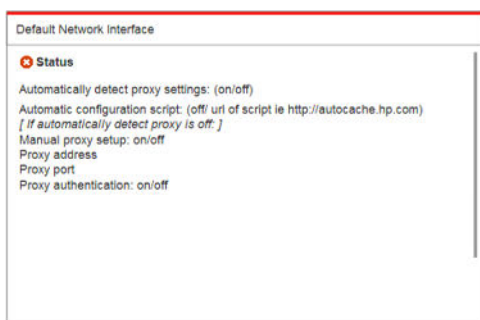 Default Network Interface
Status
Automatically detect proxy settings: (on/off)
Automatic configuration script: (off/ url of script ie http://autocache.hp.com)
[ If automatically detect proxy is off: ]
Manual proxy setup: on/off
Proxy address
Proxy port
Proxy authentication: on/off